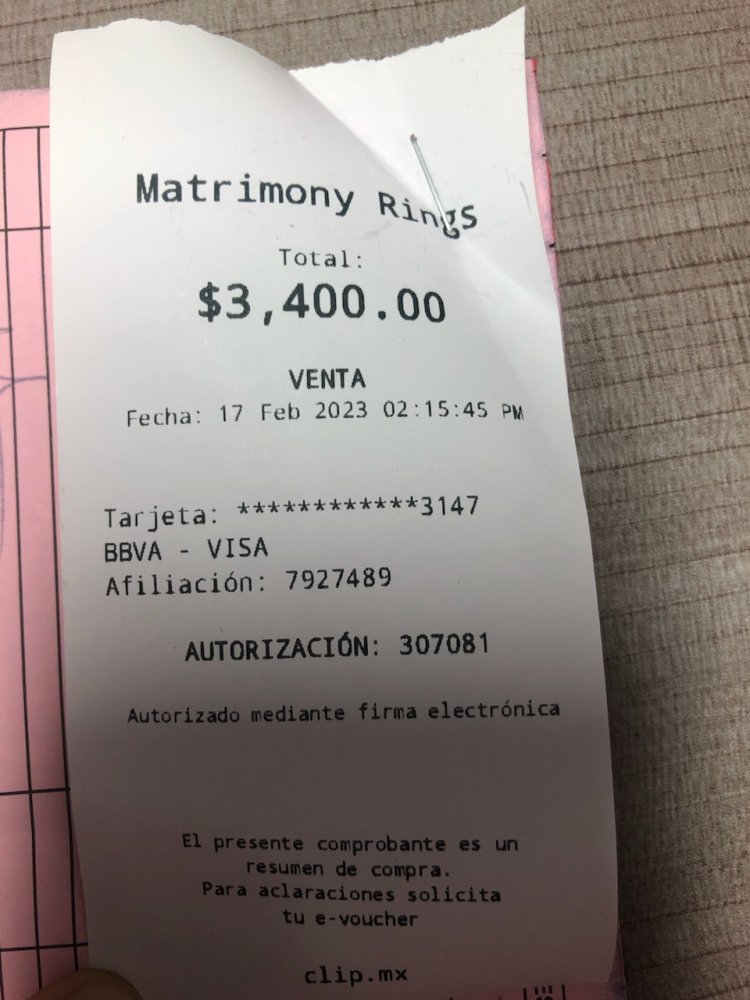 Matrimony Rings
Total:
$3,400.00
VENTA
Fecha: 17 Feb 2023 02:15:45 PM
Tarjeta: ************3147
BBVA - VISA
Afiliación: 7927489
AUTORIZACIÓN: 307081
Autorizado mediante firma electrónica
El presente comprobante es un
resumen de compra.
Para aclaraciones solicita
tu e-voucher
clip.mx